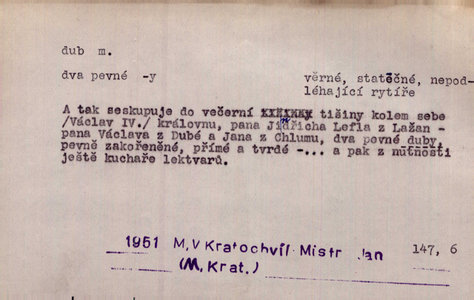 dub m.
dva pevné -y
věrné, statečné, nepod-
léhající rytíře
A tak seskupuje do večerní tišiny kolem sebe
/Václav IV./ královnu, pana Jindřicha Lefla z Lažan -
pana Václava z Dubé a Jana z Chlumu, dva pevné duby,
pevně zakořeněné, přímé a tvrdé -... a pak z nutnosti
ještě kuchaře lektvarů.
1951 M,V Kratochvíl Mistr Jan 147, 6
(M, Krat.)